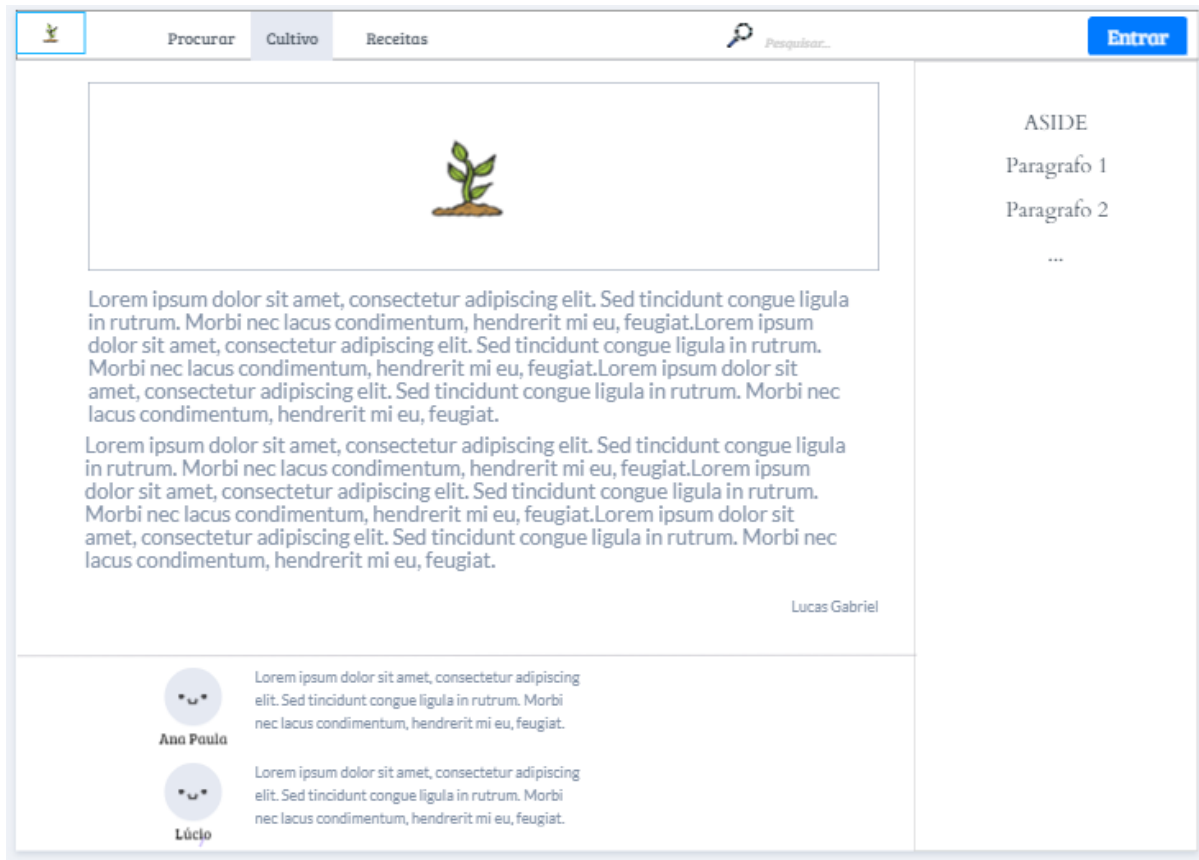 Procurar Cultivo Receitas Pesquisar... Entrar
Lorem ipsum dolor sit amet, consectetur adipiscing elit. Sed tincidunt congue ligula
in rutrum. Morbi nec lacus condimentum, hendrerit mi eu, feugiat.Lorem ipsum
dolor sit amet, consectetur adipiscing elit. Sed tincidunt congue ligula in rutrum.
Morbi nec lacus condimentum, hendrerit mi eu, feugiat.Lorem ipsum dolor sit
amet, consectetur adipiscing elit. Sed tincidunt congue ligula in rutrum. Morbi nec
lacus condimentum, hendrerit mi eu, feugiat.
Lorem ipsum dolor sit amet, consectetur adipiscing elit. Sed tincidunt congue ligula
in rutrum. Morbi nec lacus condimentum, hendrerit mi eu, feugiat.Lorem ipsum
dolor sit amet, consectetur adipiscing elit. Sed tincidunt congue ligula in rutrum.
Morbi nec lacus condimentum, hendrerit mi eu, feugiat.Lorem ipsum dolor sit
amet, consectetur adipiscing elit. Sed tincidunt congue ligula in rutrum. Morbi nec
lacus condimentum, hendrerit mi eu, feugiat.
Lucas Gabriel
Lorem ipsum dolor sit amet, consectetur adipiscing
elit. Sed tincidunt congue ligula in rutrum. Morbi
nec lacus condimentum, hendrerit mi eu, feugiat.
Ana Paula
Lorem ipsum dolor sit amet, consectetur adipiscing
elit. Sed tincidunt congue ligula in rutrum. Morbi
nec lacus condimentum, hendrerit mi eu, feugiat.
Lúcio
ASIDE
Paragrafo 1
Paragrafo 2
...